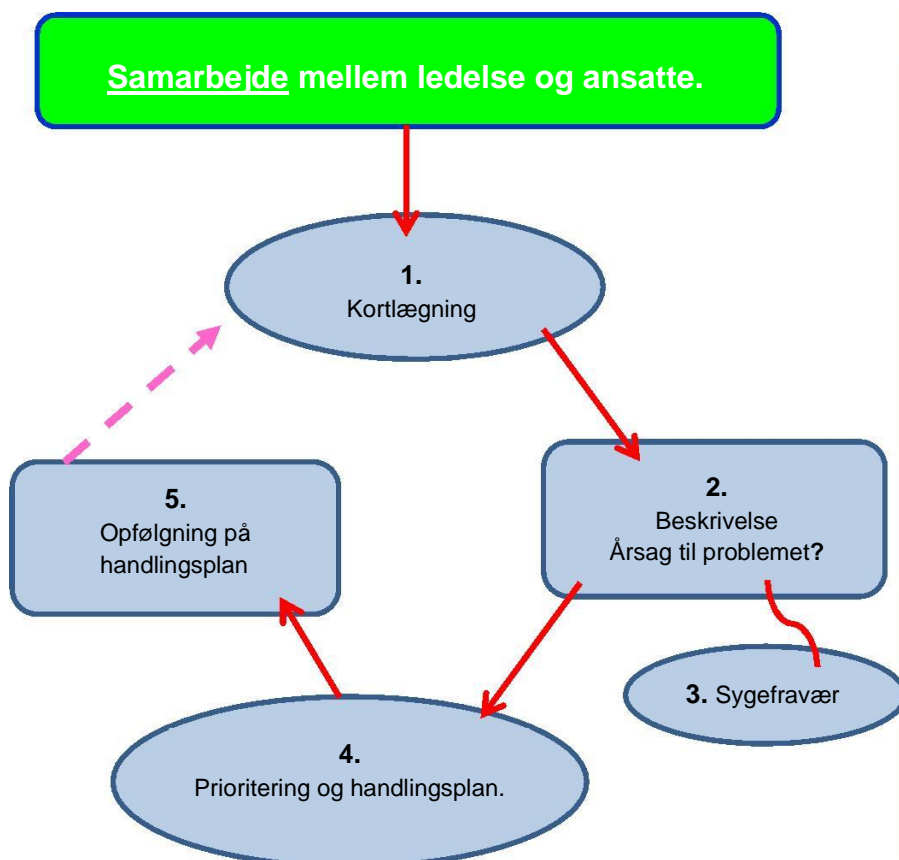 Samarbejde mellem ledelse og ansatte.
1.
Kortlægning
2.
Beskrivelse
Årsag til problemet?
3. Sygefravær
4.
Prioritering og handlingsplan.
5.
Opfølgning på
handlingsplan